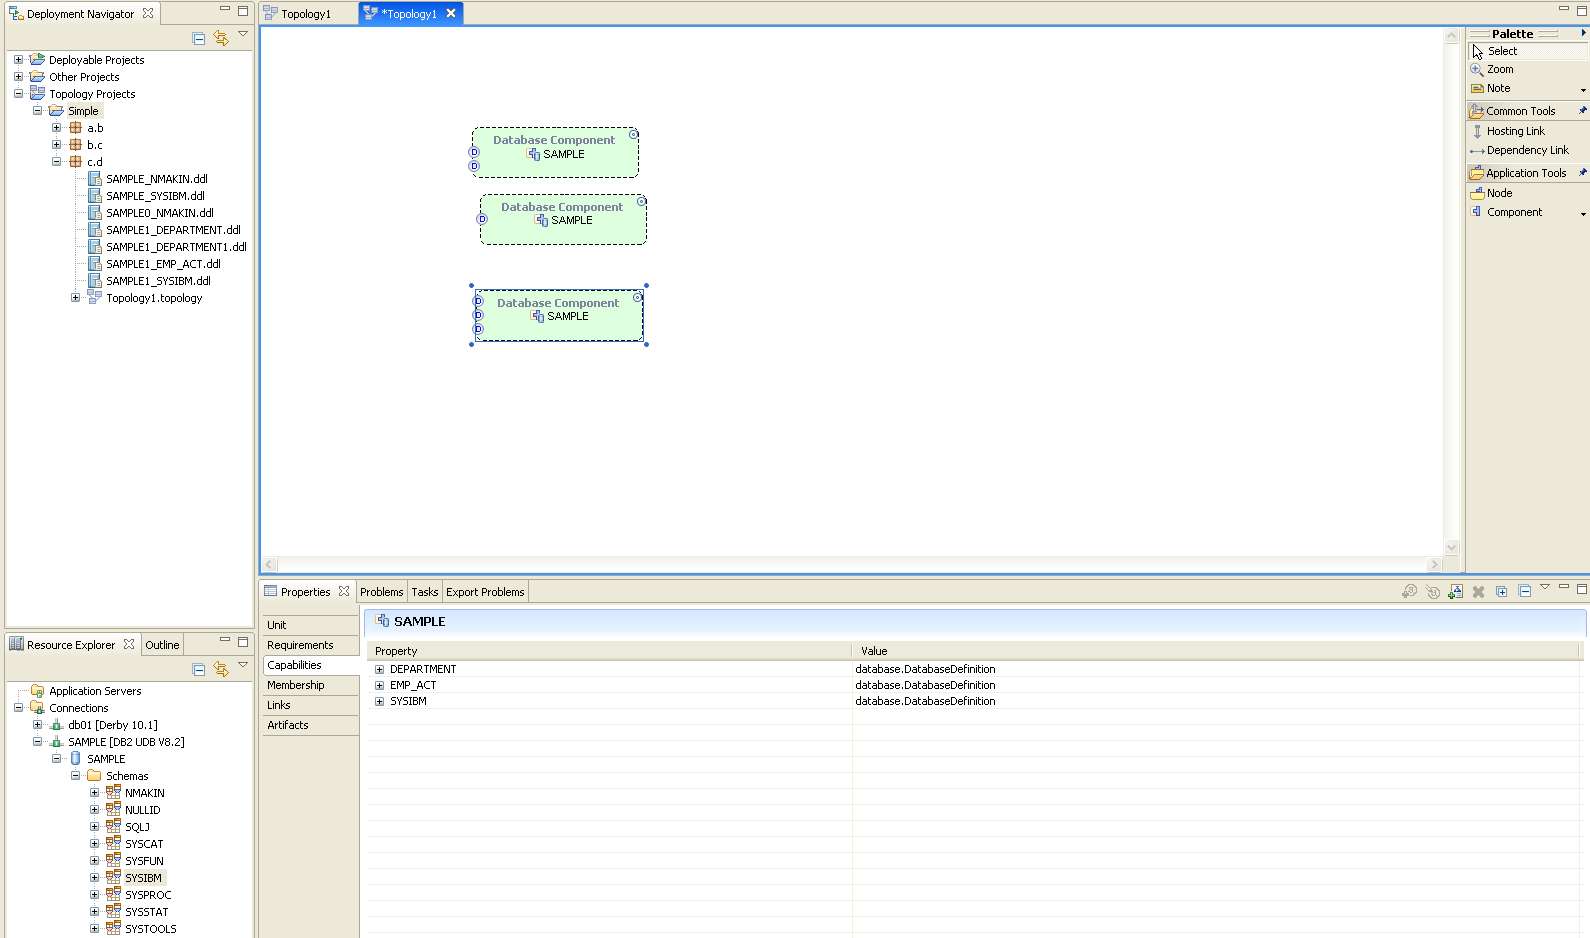 Deployment Navigator
Deployable Projects
Other Projects
Topology Projects
Simple
a.b
b.c
c.d
SAMPLE_NMAKIN.ddl
SAMPLE_SYSIBM.ddl
SAMPLE0_NMAKIN.ddl
SAMPLE1_DEPARTMENT.ddl
SAMPLE1_DEPARTMENT1.ddl
SAMPLE1_EMP_ACT.ddl
SAMPLE1_SYSIBM.ddl
Topology1.topology
Resource Explorer Outline
Application Servers
Connections
db01 [Derby 10.1]
SAMPLE [DB2 UDB V8.2]
SAMPLE
Schemas
NMAKIN
NULLID
SQLJ
SYSCAT
SYSFUN
SYSIBM
SYSPROC
SYSSTAT
SYSTOOLS
Topology1 *Topology1
Database Component
SAMPLE
D
D
Database Component
SAMPLE
D
Database Component
SAMPLE
D
D
D
Palette
Select
Zoom
Note
Common Tools
Hosting Link
Dependency Link
Application Tools
Node
Component
Properties Problems Tasks Export Problems
Unit
Requirements
Capabilities
Membership
Links
Artifacts
SAMPLE
Property Value
DEPARTMENT database.DatabaseDefinition
EMP_ACT database.DatabaseDefinition
SYSIBM database.DatabaseDefinition